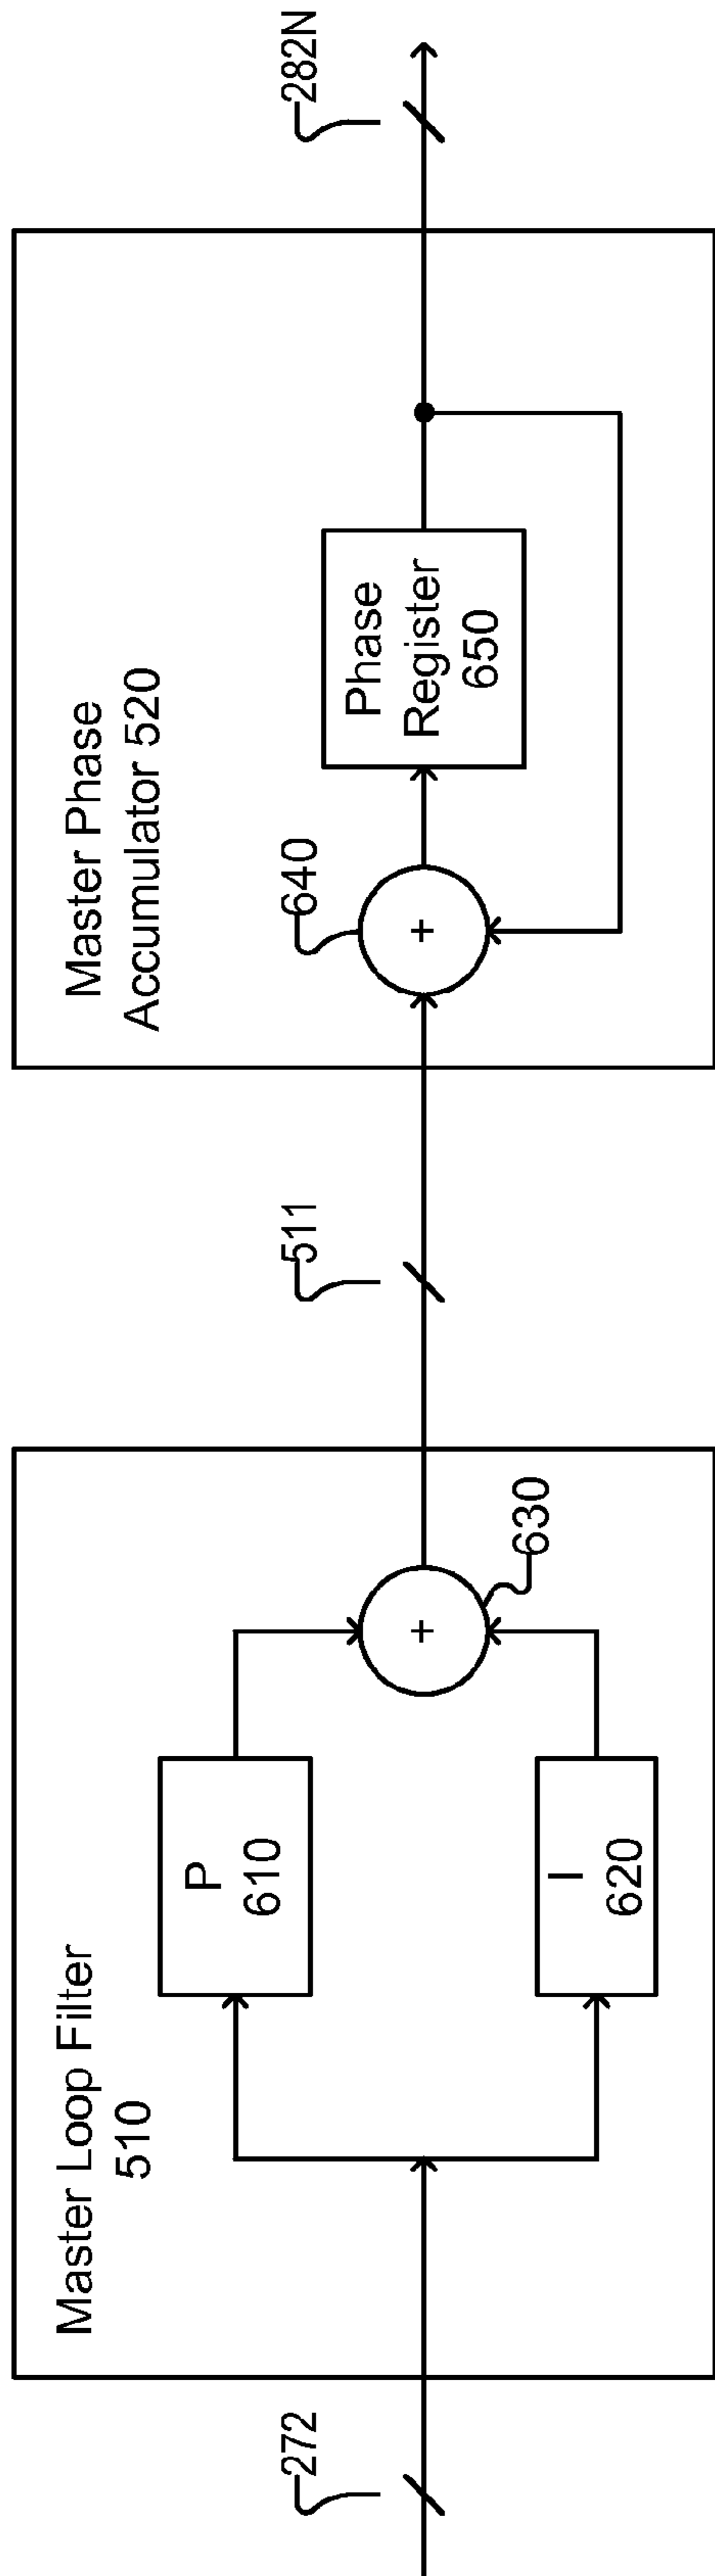 272
Master Loop Filter
510
P
610
I
620
+
630
511
Master Phase
Accumulator 520
640
+
Phase
Register
650
282N